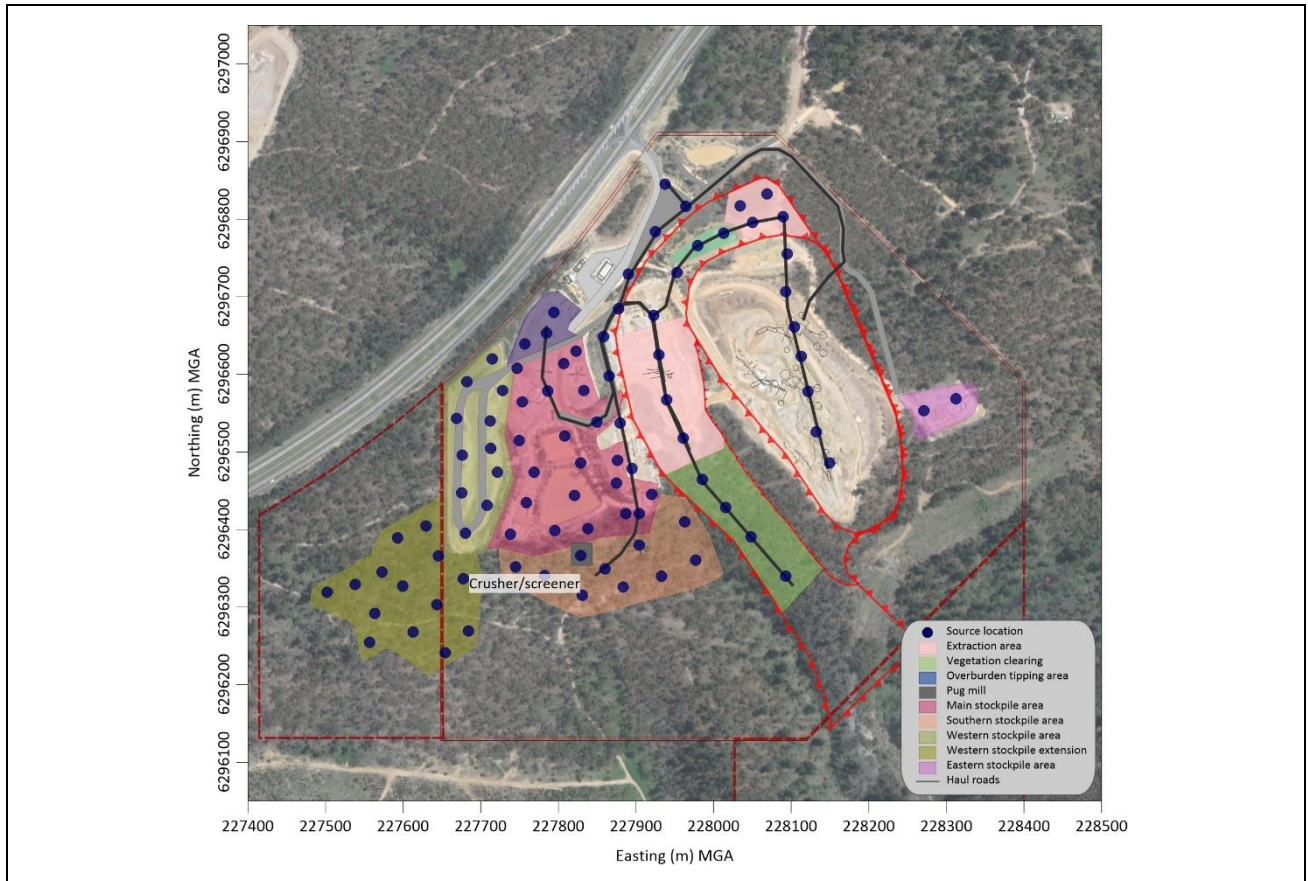 6297000
6296900
6296800
6296700
6296600
6296500
6296400
6296300
6296200
6296100
Northing (m) MGA
Crusher/screener
Source location
Extraction area
Vegetation clearing
Overburden tipping area
Pug mill
Main stockpile area
Southern stockpile area
Western stockpile area
Western stockpile extension
Eastern stockpile area
Haul roads
227400 227500 227600 227700 227800 227900 228000 228100 228200 228300 228400 228500
Easting (m) MGA